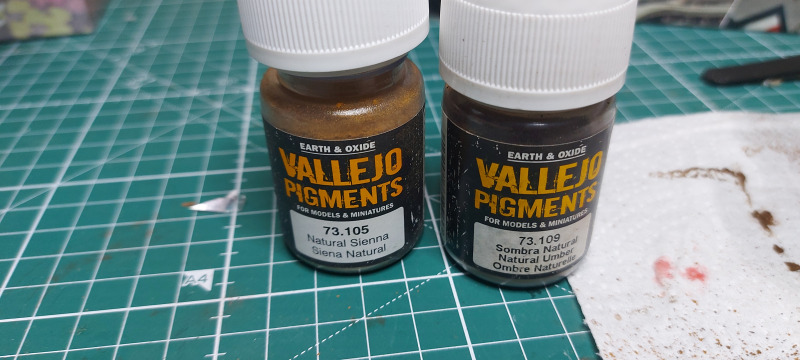 EARTH & OXIDE
VALLEJO
PIGMENTS
FOR MODELS & MINIATURES
73.105
Natural Sienna
Siena Natural
EARTH & OXIDE
VALLEJO
PIGMENTS
FOR MODELS & MINIATURES
73.109
Sombra Natural
Natural Umber
Ombre Naturelle
A4